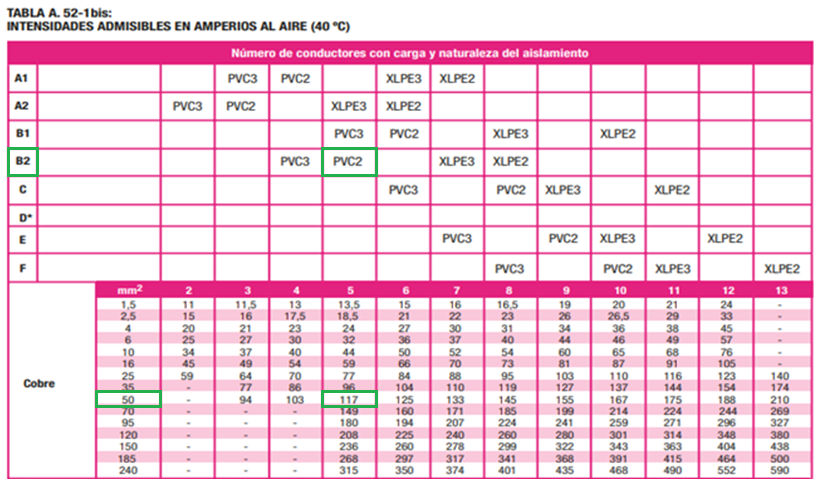 TABLA A. 52-1bis:
INTENSIDADES ADMISIBLES EN AMPERIOS AL AIRE (40 ºC)
Número de conductores con carga y naturaleza del aislamiento
A1 PVC3 PVC2 XLPE3 XLPE2
A2 PVC3 PVC2 XLPE3 XLPE2
B1 PVC3 PVC2 XLPE3 XLPE2
B2 PVC3 PVC2 XLPE3 XLPE2
C PVC3 PVC2 XLPE3 XLPE2
D*
E PVC3 PVC2 XLPE3 XLPE2
F PVC3 PVC2 XLPE3 XLPE2
mm2 2 3 4 5 6 7 8 9 10 11 12 13
1,5 11 11,5 13 13,5 15 16 16,5 19 20 21 24 -
2,5 15 16 17,5 18,5 21 22 23 26 26,5 29 33 -
4 20 21 23 24 27 30 31 34 36 38 45 -
6 25 27 30 32 36 37 40 44 46 49 57 -
10 34 37 40 44 50 52 54 60 65 68 76 -
16 45 49 54 59 66 70 73 81 87 91 105 -
25 59 64 70 77 84 88 95 103 110 116 123 140
35 - 77 86 96 104 110 119 127 137 144 154 174
Cobre
50 - 94 103 117 125 133 145 155 167 175 188 210
70 - - - 149 160 171 185 199 214 224 244 269
95 - - - 180 194 207 224 241 259 271 296 327
120 - - - 208 225 240 260 280 301 314 348 380
150 - - - 236 260 278 299 322 343 363 404 438
185 - - - 268 297 317 341 368 391 415 464 500
240 - - - 315 350 374 401 435 468 490 552 590